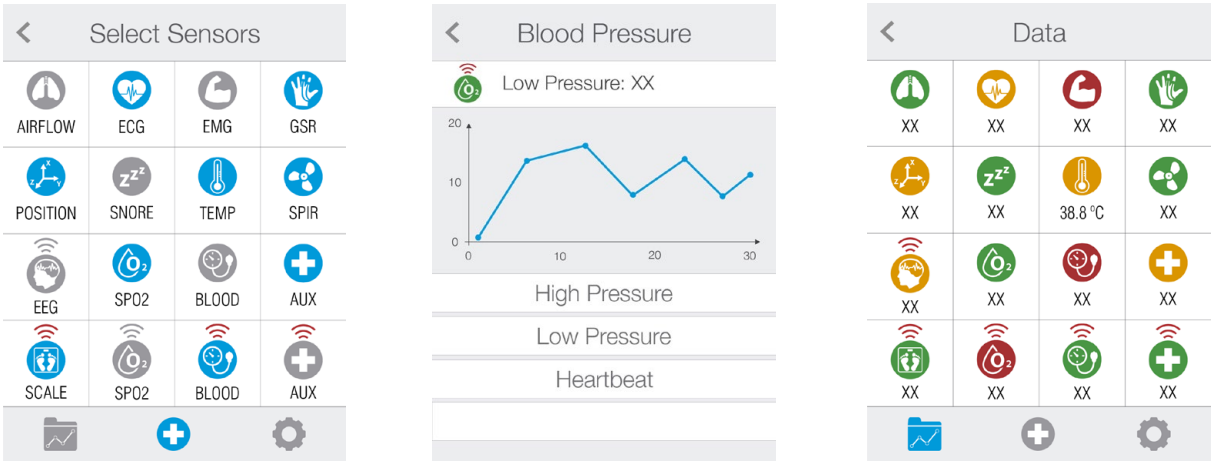 Select Sensors
AIRFLOW ECG EMG GSR
POSITION SNORE TEMP SPIR
EEG SPO2 BLOOD AUX
SCALE SPO2 BLOOD AUX
Blood Pressure
Low Pressure: XX
20
10
0
0 10 20 30
High Pressure
Low Pressure
Heartbeat
Data
XX XX XX XX
XX XX 38.8 ⁰C XX
XX XX XX XX
XX XX XX XX